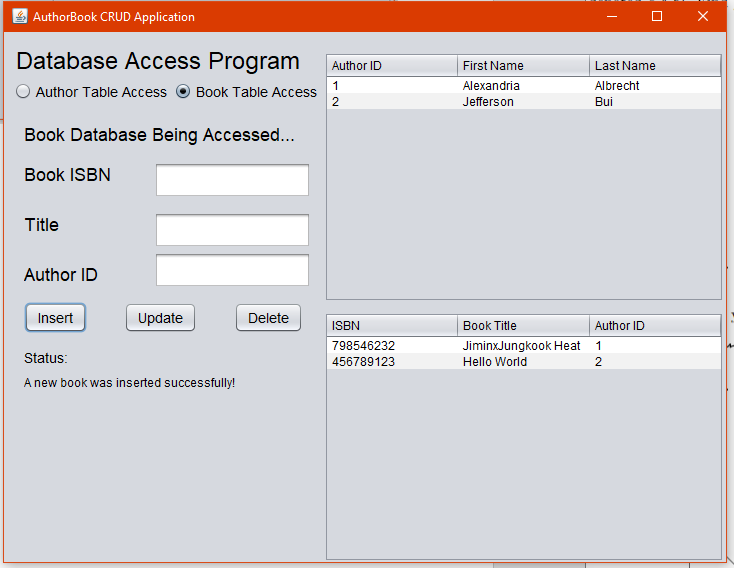 AuthorBook CRUD Application
Database Access Program
Author Table Access Book Table Access
Book Database Being Accessed...
Book ISBN
Title
Author ID
Insert Update Delete
Status:
A new book was inserted successfully!
Author ID First Name Last Name
1 Alexandria Albrecht
2 Jefferson Bui
ISBN Book Title Author ID
798546232 JiminxJungkook Heat 1
456789123 Hello World 2